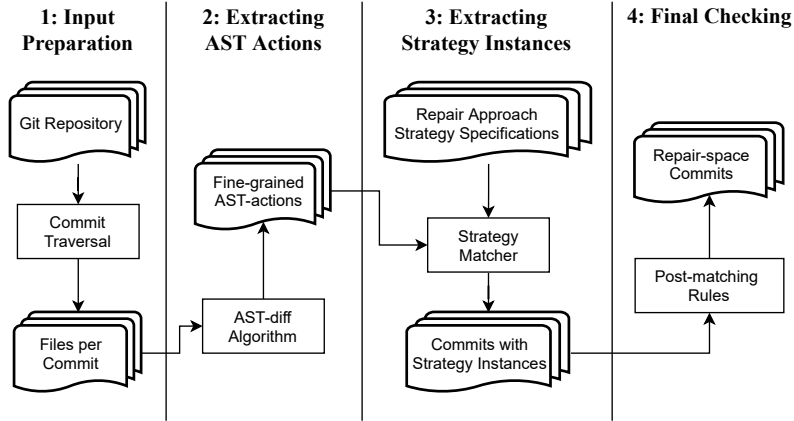 1: Input
Preparation
2: Extracting
AST Actions
3: Extracting
Strategy Instances
4: Final Checking
Git Repository
Commit
Traversal
Files per
Commit
Fine-grained
AST-actions
AST-diff
Algorithm
Repair Approach
Strategy Specifications
Strategy
Matcher
Commits with
Strategy Instances
Repair-space
Commits
Post-matching
Rules